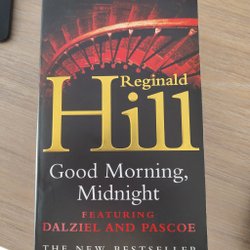 Reginald
Hill
Good Morning,
Midnight
FEATURING
DALZIEL AND PASCOE
THE NEW BESTSELLER